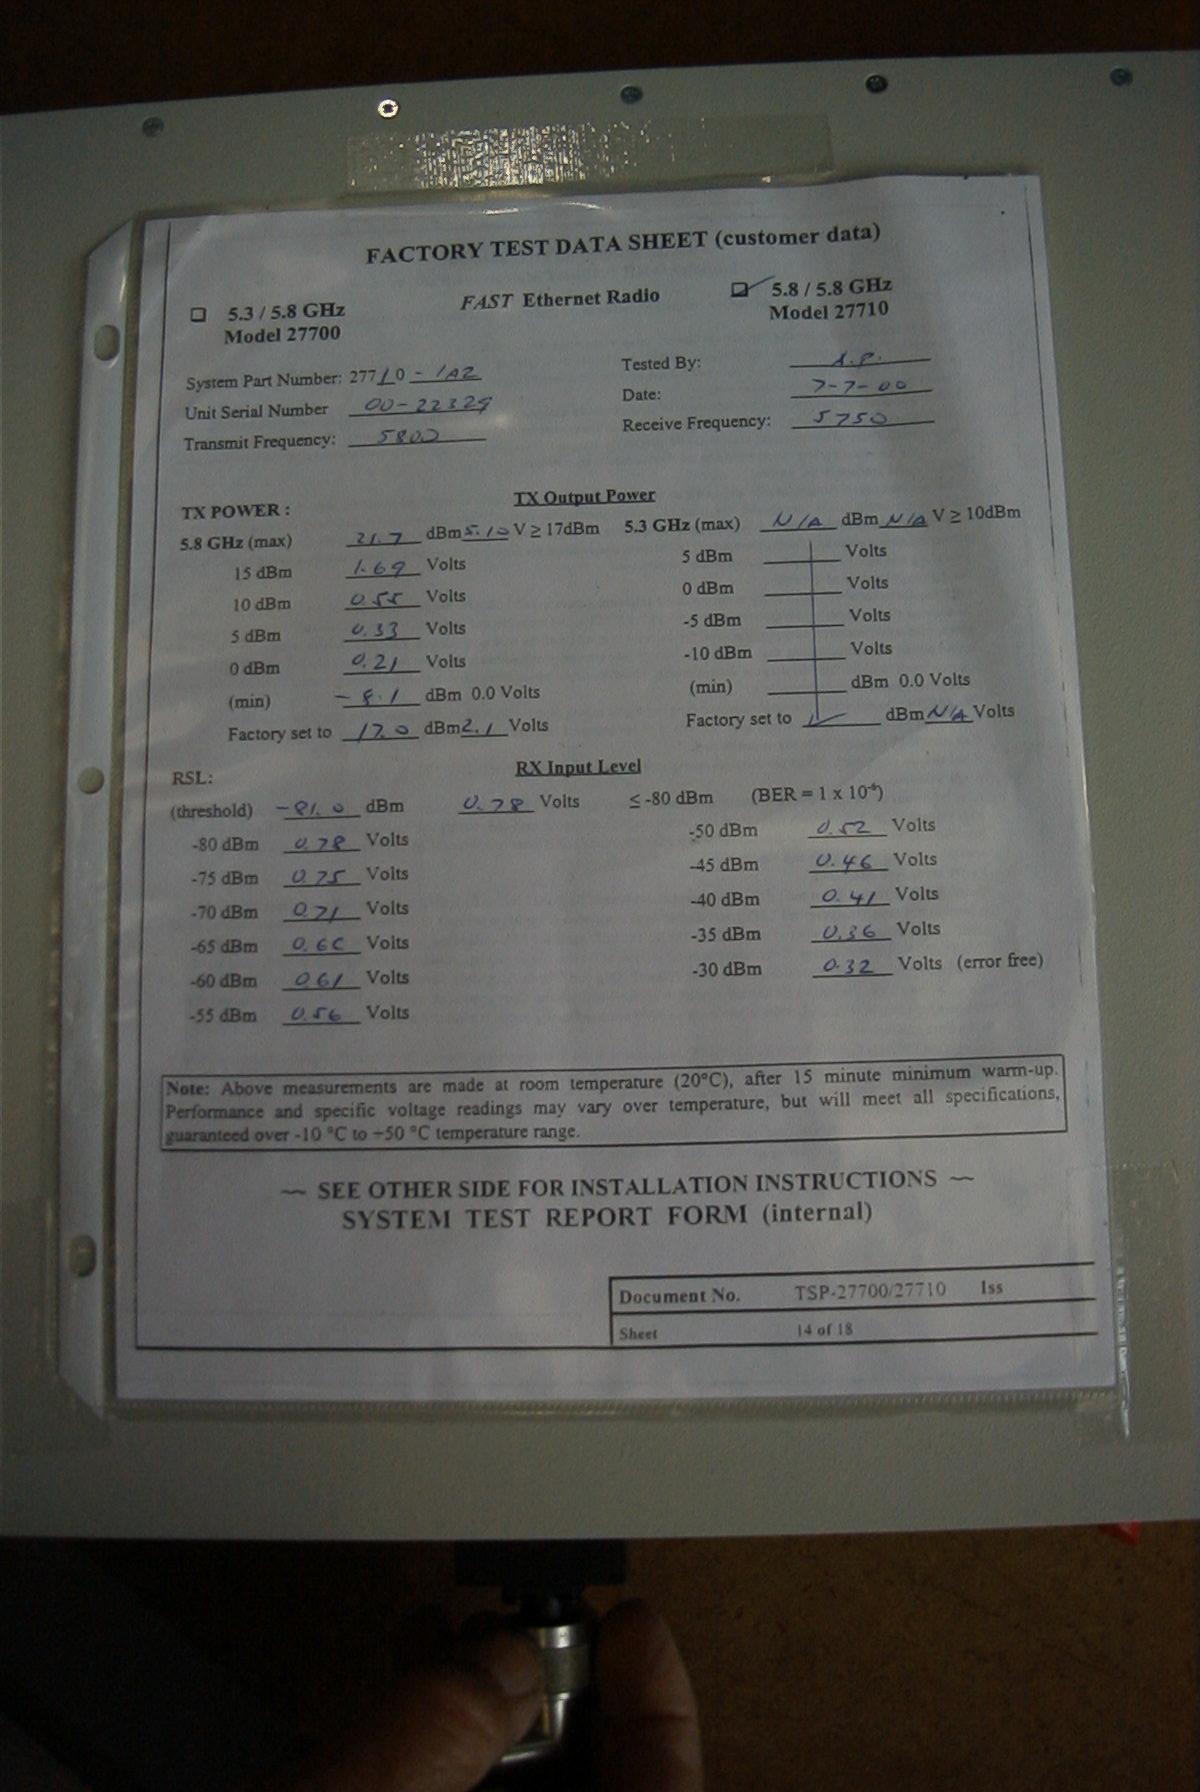 FACTORY TEST DATA SHEET (customer data)
☐ 5.3 / 5.8 GHz FAST Ethernet Radio ☑ 5.8 / 5.8 GHz
Model 27700 Model 27710
System Part Number: 27710 - 1A2 Tested By: A.P.
Unit Serial Number 00-22329 Date: 7-7-00
Transmit Frequency: 5800 Receive Frequency: 5750
TX Output Power
TX POWER :
5.8 GHz (max) 21.7 dBm 5.10 V ≥ 17dBm 5.3 GHz (max) N/A dBm N/A V ≥ 10dBm
15 dBm 1.69 Volts 5 dBm Volts
10 dBm 0.55 Volts 0 dBm Volts
5 dBm 0.33 Volts -5 dBm Volts
0 dBm 0.21 Volts -10 dBm Volts
(min) -8.1 dBm 0.0 Volts (min) dBm 0.0 Volts
Factory set to 17.0 dBm 2.1 Volts Factory set to dBm N/A Volts
RSL: RX Input Level
(threshold) -81.0 dBm 0.78 Volts ≤ -80 dBm (BER = 1 x 10⁻⁶)
-80 dBm 0.78 Volts -50 dBm 0.52 Volts
-75 dBm 0.75 Volts -45 dBm 0.46 Volts
-70 dBm 0.71 Volts -40 dBm 0.41 Volts
-65 dBm 0.66 Volts -35 dBm 0.36 Volts
-60 dBm 0.61 Volts -30 dBm 0.32 Volts (error free)
-55 dBm 0.56 Volts
Note: Above measurements are made at room temperature (20°C), after 15 minute minimum warm-up.
Performance and specific voltage readings may vary over temperature, but will meet all specifications,
guaranteed over -10 °C to +50 °C temperature range.
~ SEE OTHER SIDE FOR INSTALLATION INSTRUCTIONS ~
SYSTEM TEST REPORT FORM (internal)
Document No. TSP-27700/27710 Iss
Sheet 14 of 18